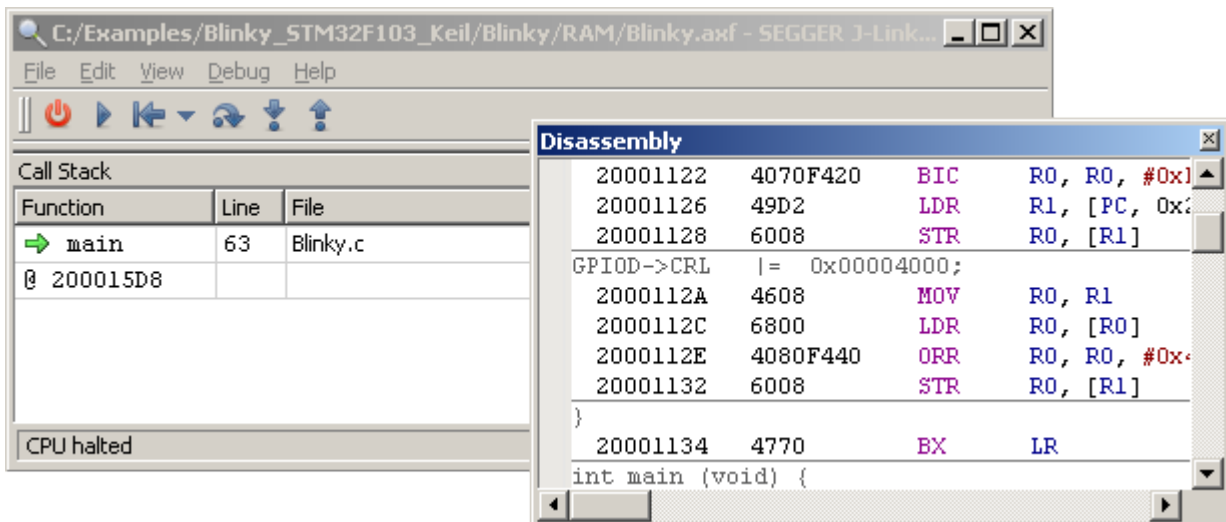 C:/Examples/Blinky_STM32F103_Keil/Blinky/RAM/Blinky.axf - SEGGER J-Link...
File Edit View Debug Help
Call Stack
Function Line File
main 63 Blinky.c
@ 200015D8
CPU halted
Disassembly
20001122 4070F420 BIC R0, R0,
20001126 49D2 LDR R1, [PC,
20001128 6008 STR R0, [R1]
GPIOD->CRL |= 0x00004000;
2000112A 4608 MOV R0, R1
2000112C 6800 LDR R0, [R0]
2000112E 4080F440 ORR R0, R0,
20001132 6008 STR R0, [R1]
}
20001134 4770 BX LR
int main (void) {